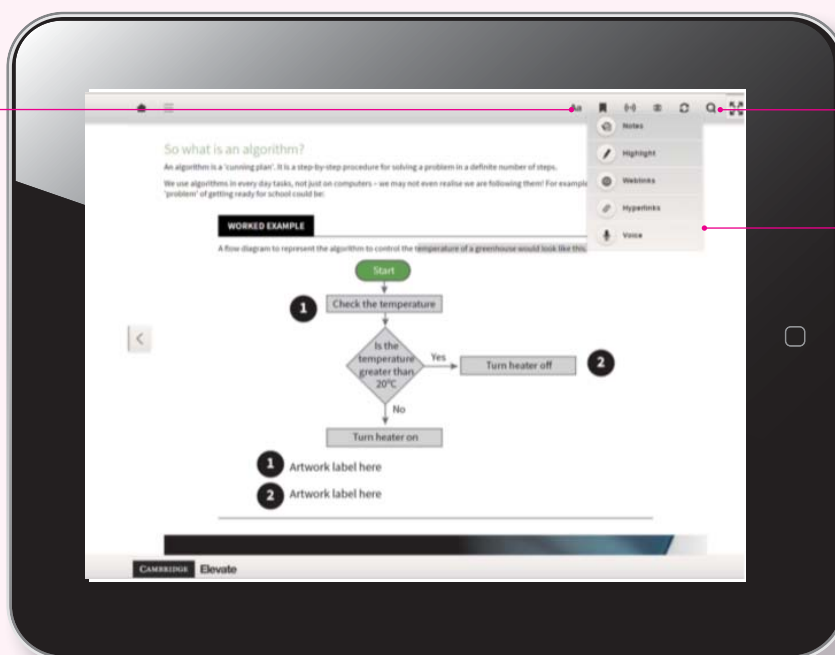 Aa
Notes
Highlight
Weblinks
Hyperlinks
Voice
So what is an algorithm?
An algorithm is a 'cunning plan'. It is a step-by-step procedure for solving a problem in a definite number of steps.
We use algorithms in every day tasks, not just on computers – we may not even realise we are following them! For example
'problem' of getting ready for school could be:
WORKED EXAMPLE
A flow diagram to represent the algorithm to control the temperature of a greenhouse would look like this
Start
1 Check the temperature
Is the
temperature
greater than
20°C
Yes
Turn heater off 2
No
Turn heater on
1 Artwork label here
2 Artwork label here
CAMBRIDGE Elevate